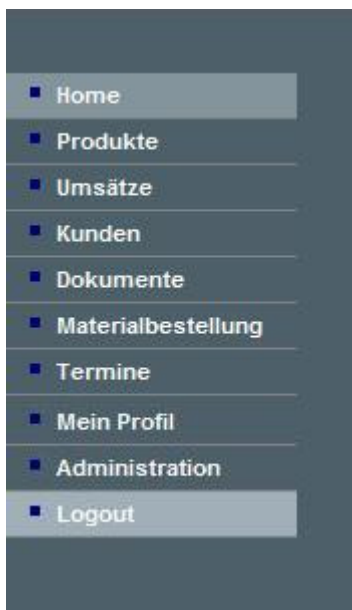 Home
Produkte
Umsätze
Kunden
Dokumente
Materialbestellung
Termine
Mein Profil
Administration
Logout